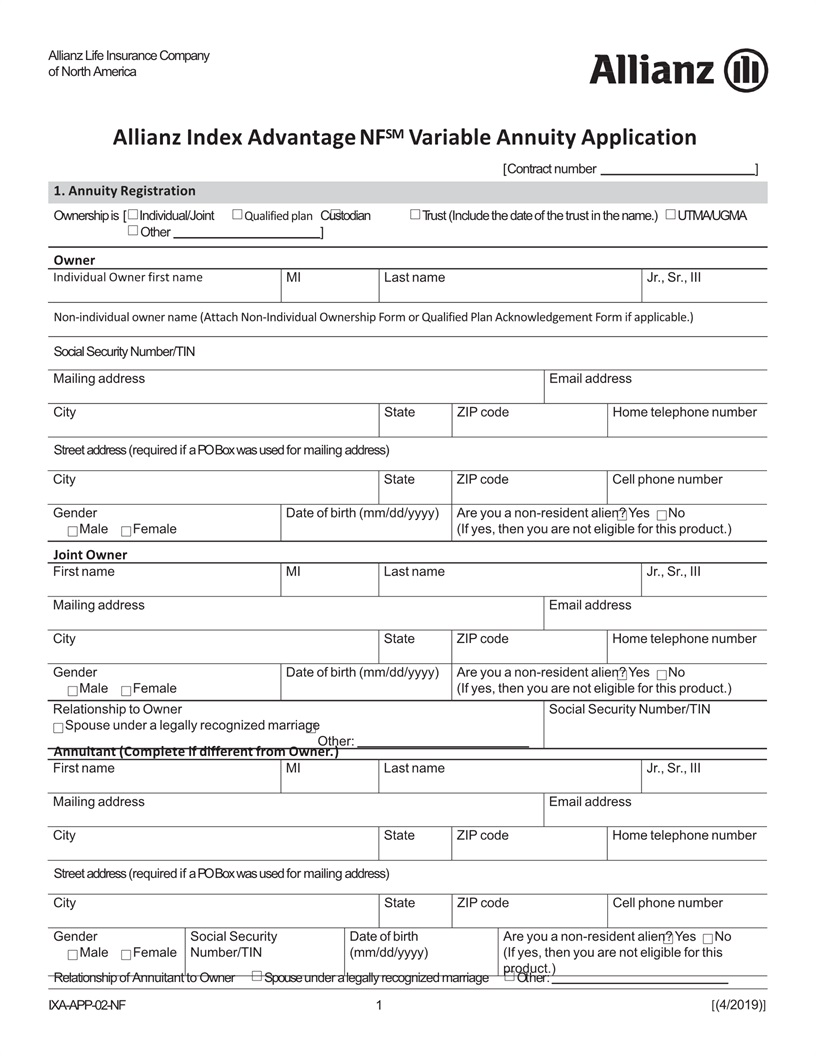 Allianz Life Insurance Company
of North America
Allianz
Allianz Index Advantage NF℠ Variable Annuity Application
[Contract number ____________________]
1. Annuity Registration
Ownership is [☐ Individual/Joint ☐ Qualified plan ☐ Custodian ☐ Trust (Include the date of the trust in the name.) ☐ UTMA/UGMA
☐ Other ____________________]
Owner
Individual Owner first name MI Last name Jr., Sr., III
Non-individual owner name (Attach Non-Individual Ownership Form or Qualified Plan Acknowledgement Form if applicable.)
Social Security Number/TIN
Mailing address Email address
City State ZIP code Home telephone number
Street address (required if a PO Box was used for mailing address)
City State ZIP code Cell phone number
Gender Date of birth (mm/dd/yyyy) Are you a non-resident alien? ☐ Yes ☐ No
☐ Male ☐ Female (If yes, then you are not eligible for this product.)
Joint Owner
First name MI Last name Jr., Sr., III
Mailing address Email address
City State ZIP code Home telephone number
Gender Date of birth (mm/dd/yyyy) Are you a non-resident alien? ☐ Yes ☐ No
☐ Male ☐ Female (If yes, then you are not eligible for this product.)
Relationship to Owner Social Security Number/TIN
☐ Spouse under a legally recognized marriage ☐
Other: ____________________
Annuitant (Complete if different from Owner.)
First name MI Last name Jr., Sr., III
Mailing address Email address
City State ZIP code Home telephone number
Street address (required if a PO Box was used for mailing address)
City State ZIP code Cell phone number
Gender Social Security Date of birth Are you a non-resident alien? ☐ Yes ☐ No
☐ Male ☐ Female Number/TIN (mm/dd/yyyy) (If yes, then you are not eligible for this
product.)
Relationship of Annuitant to Owner ☐ Spouse under a legally recognized marriage ☐ Other: ____________________
IXA-APP-02-NF 1 [(4/2019)]